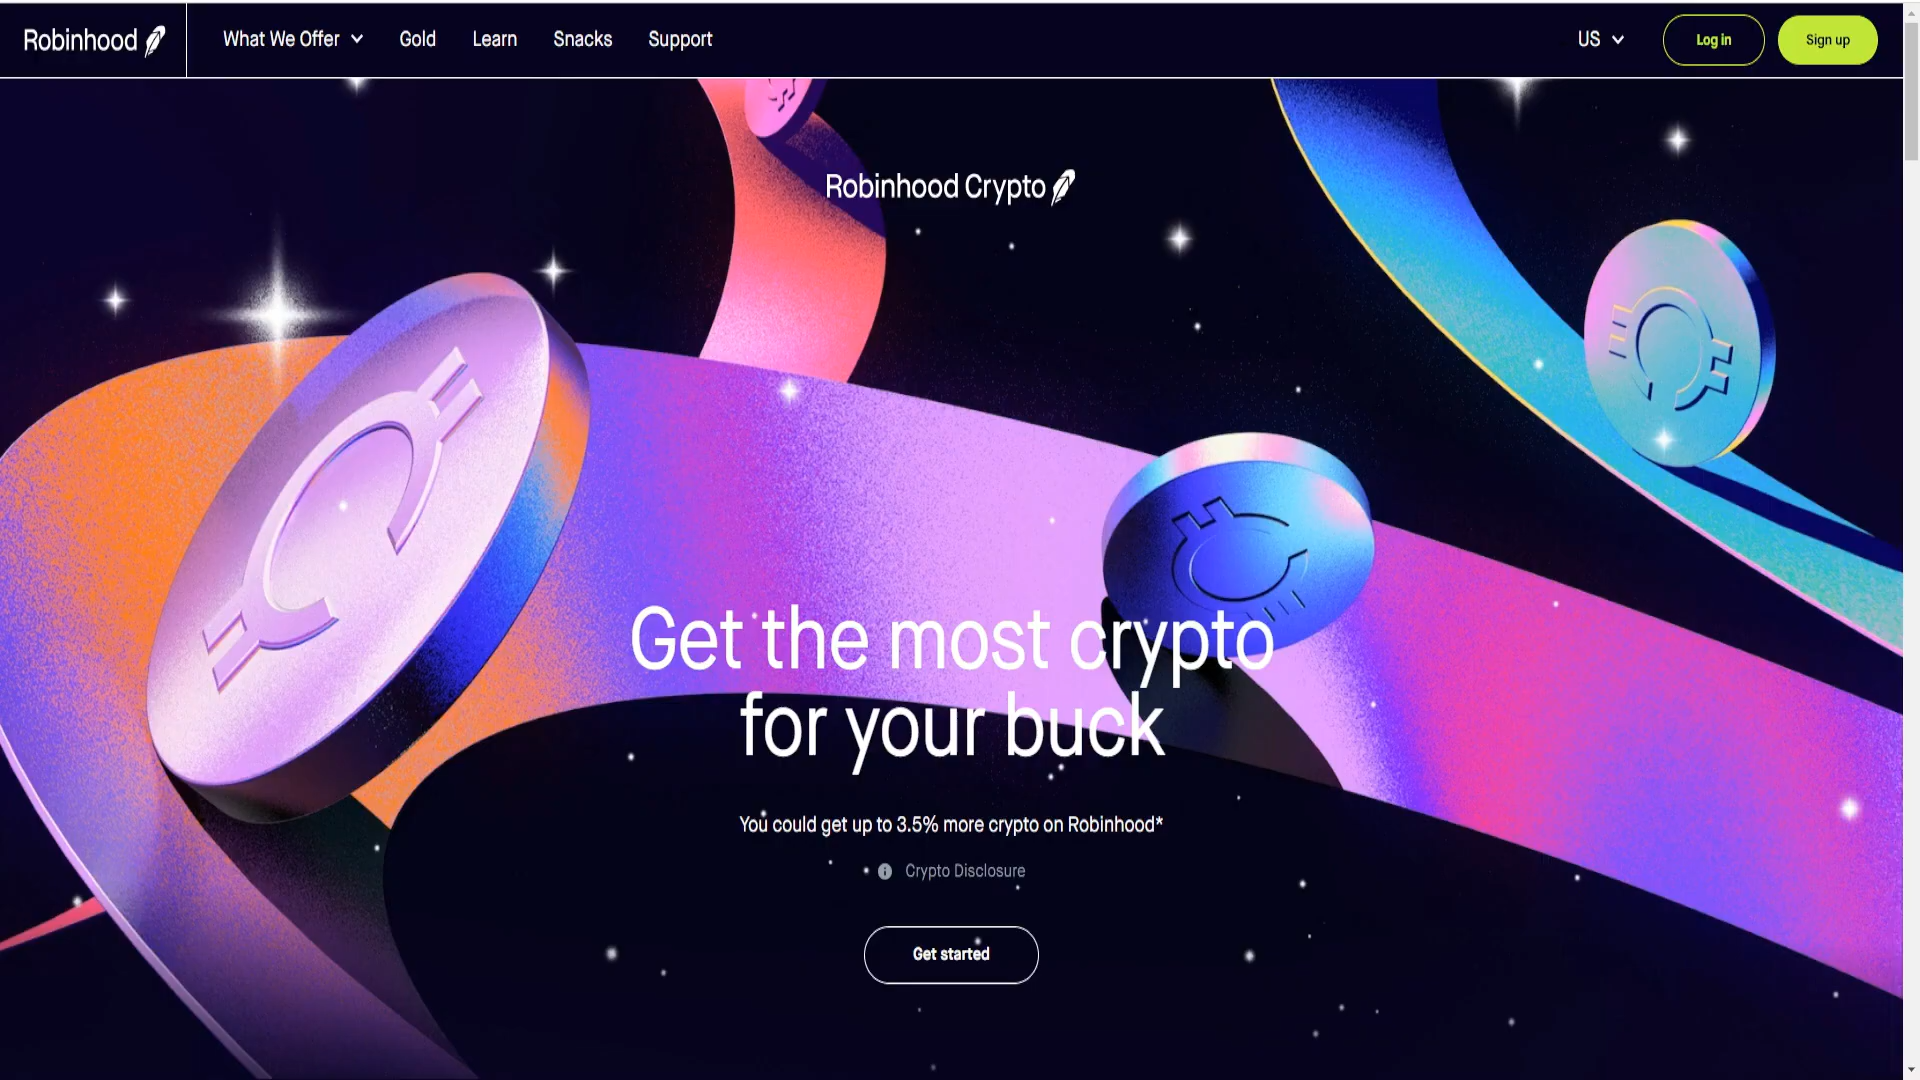 Robinhood
What We Offer
Gold
Learn
Snacks
Support
US
Log in
Sign up
Robinhood Crypto
Get the most crypto
for your buck
You could get up to 3.5% more crypto on Robinhood*
Crypto Disclosure
Get started